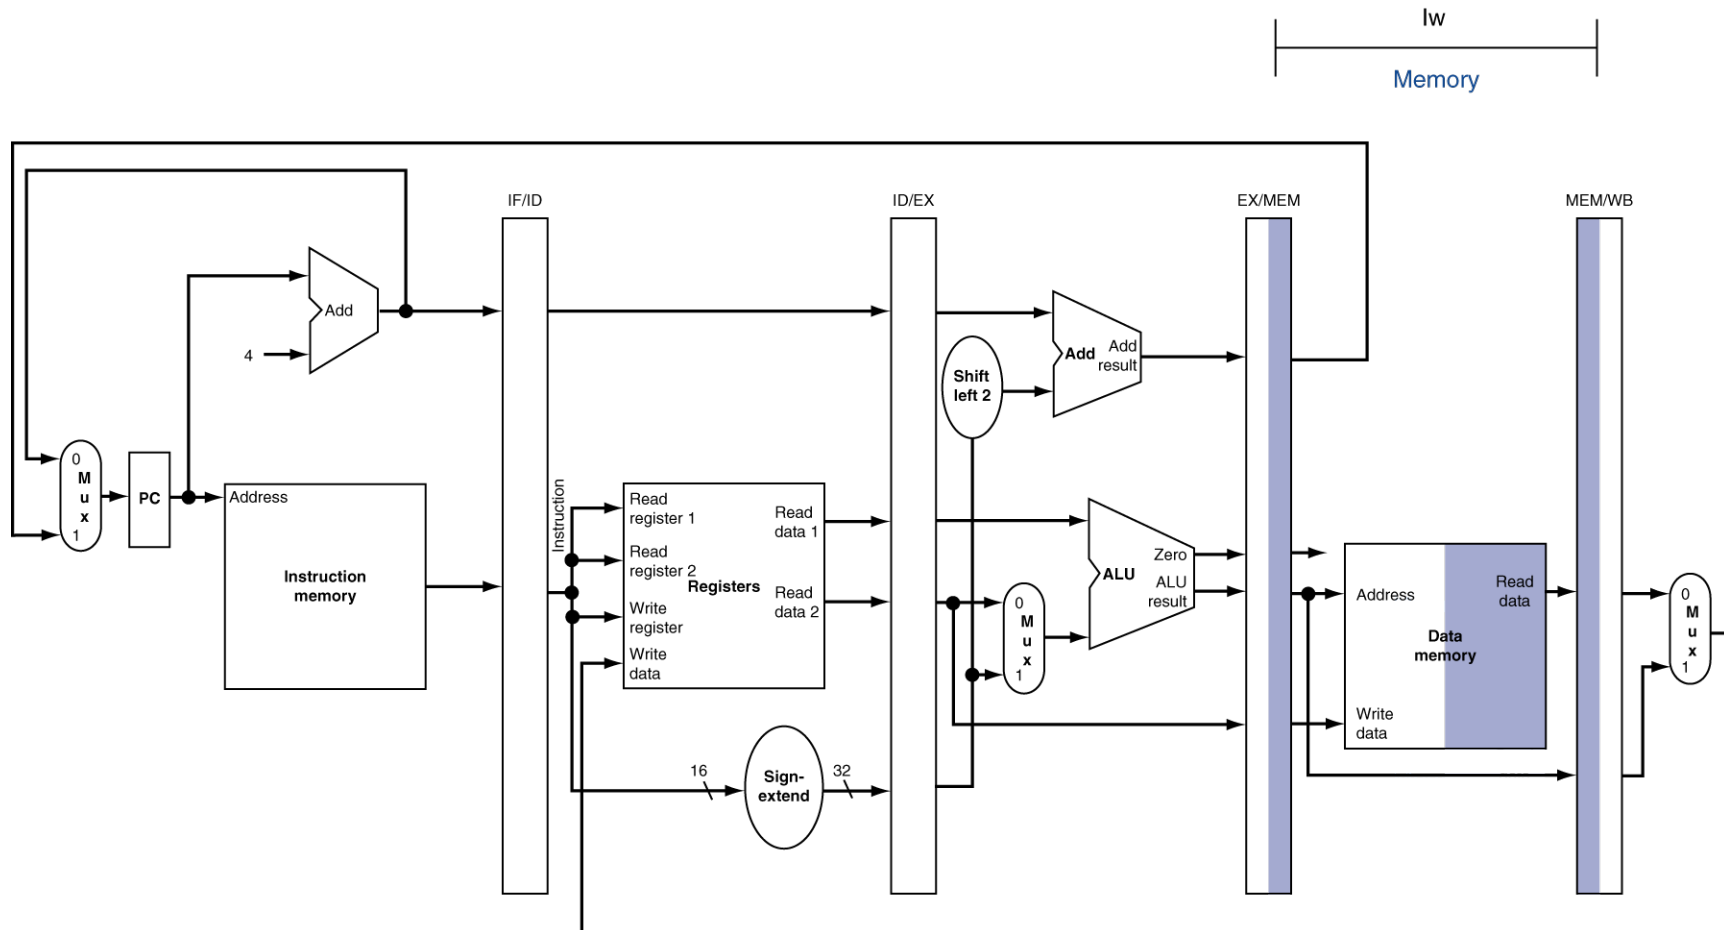 lw
Memory
IF/ID
ID/EX
EX/MEM
MEM/WB
Add
4
Add
Add
result
Shift
left 2
0
M
u
x
1
PC
Address
Instruction
memory
Instruction
Read
register 1
Read
register 2
Write
register
Write
data
Registers
Read
data 1
Read
data 2
16
Sign-
extend
32
0
M
u
x
1
Zero
ALU
ALU
result
Address
Read
data
Data
memory
Write
data
0
M
u
x
1